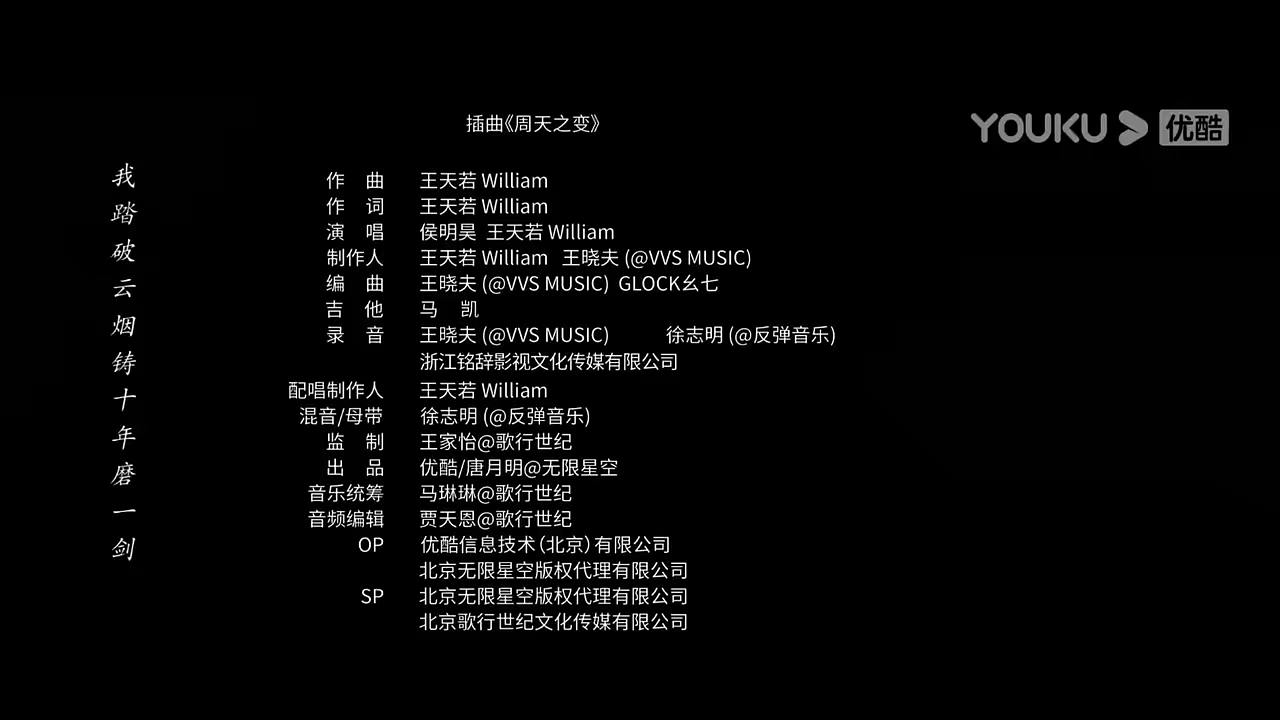 插曲《周天之变》
YOUKU 优酷
我踏破云烟铸十年磨一剑
作 曲 王天若 William
作 词 王天若 William
演 唱 侯明昊 王天若 William
制作人 王天若 William 王晓夫 (@VVS MUSIC)
编 曲 王晓夫 (@VVS MUSIC) GLOCK幺七
吉 他 马 凯
录 音 王晓夫 (@VVS MUSIC) 徐志明 (@反弹音乐)
浙江铭辞影视文化传媒有限公司
配唱制作人 王天若 William
混音/母带 徐志明 (@反弹音乐)
监 制 王家怡@歌行世纪
出 品 优酷/唐月明@无限星空
音乐统筹 马琳琳@歌行世纪
音频编辑 贾天恩@歌行世纪
OP 优酷信息技术(北京)有限公司
北京无限星空版权代理有限公司
SP 北京无限星空版权代理有限公司
北京歌行世纪文化传媒有限公司